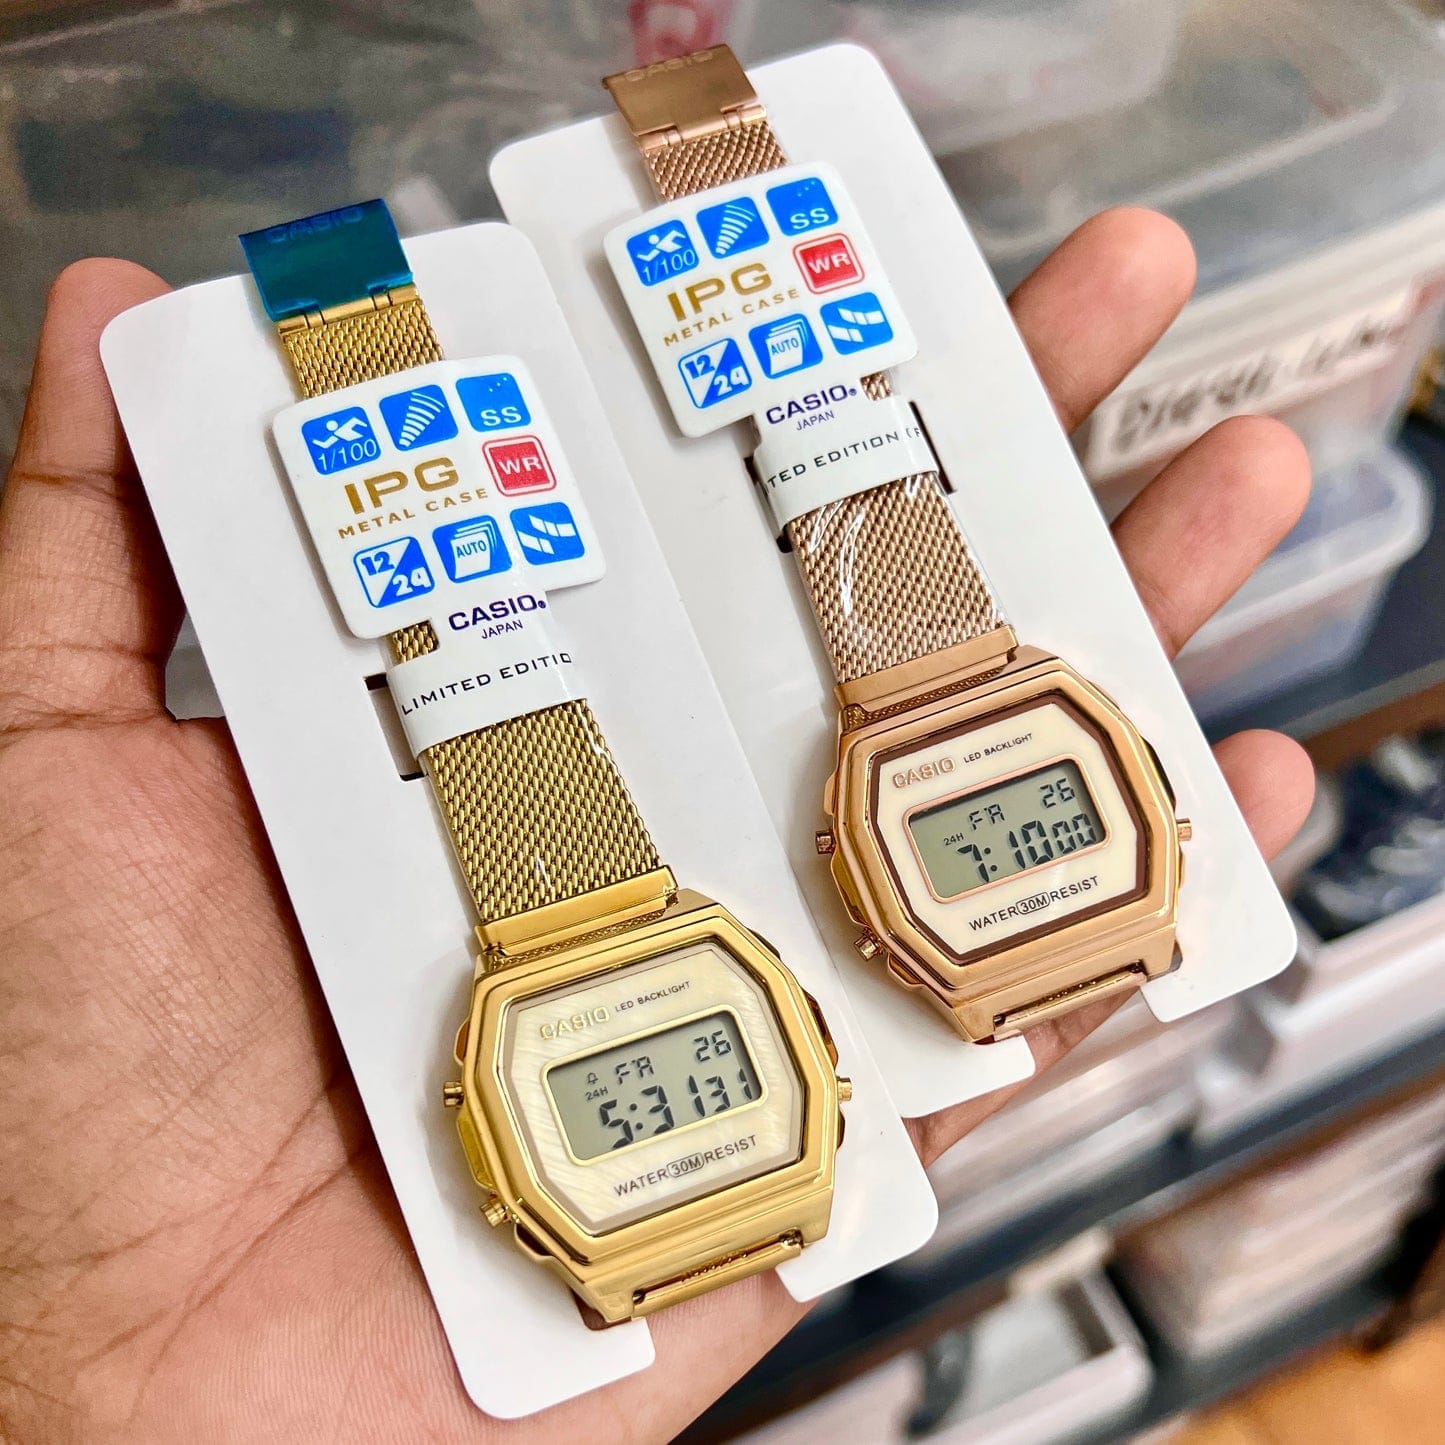 CASIO
1/100
SS
IPG
WR
METAL CASE
12/24
AUTO
CASIO
JAPAN
LIMITED EDITIO
CASIO LED BACKLIGHT
FR 26
24H
5:31 31
WATER 30M RESIST
CASIO
1/100
SS
IPG
WR
METAL CASE
12/24
AUTO
CASIO®
JAPAN
TED EDITION
CASIO LED BACKLIGHT
FR 26
24H
7:10 00
WATER 30M RESIST